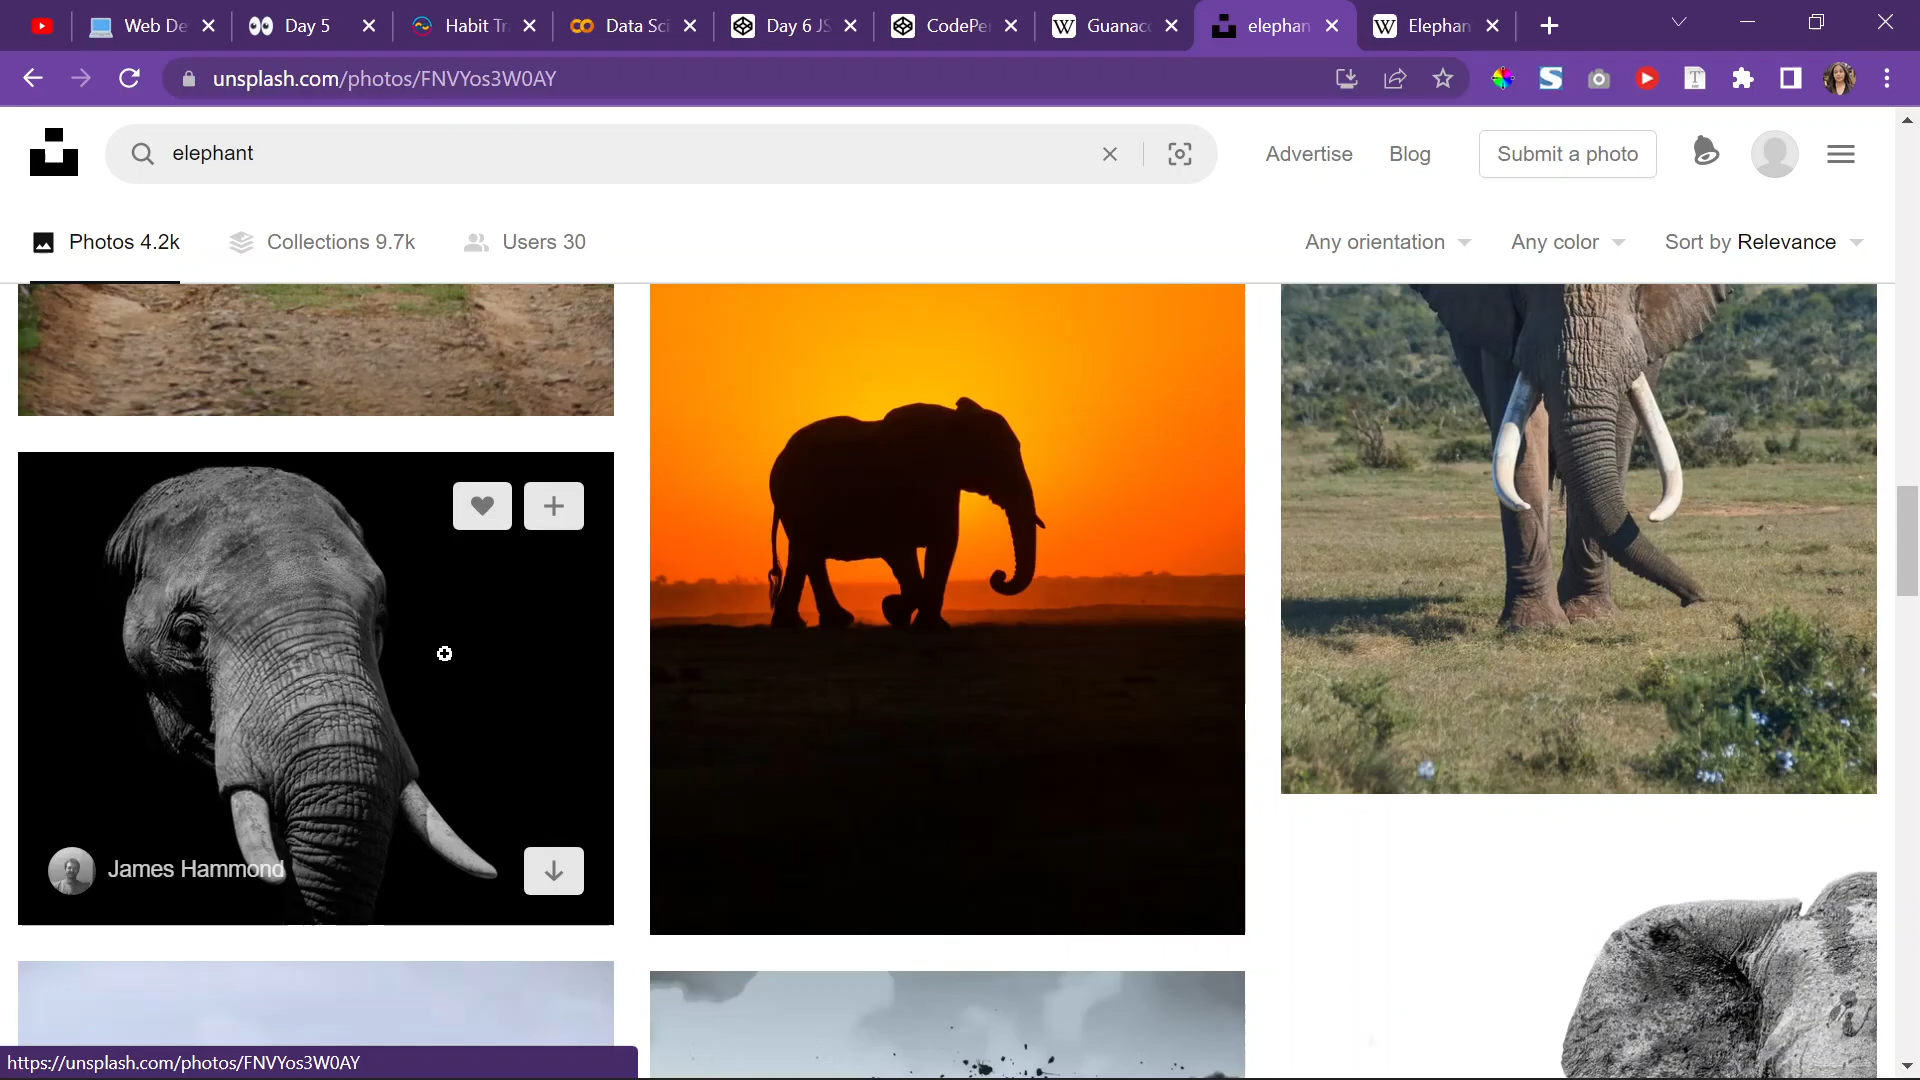 Web De
Day 5
Habit Tr
Data Sci
Day 6 JS
CodePe
Guanaco
elephan
Elephan
unsplash.com/photos/FNVYos3W0AY
elephant
Advertise
Blog
Submit a photo
Photos 4.2k
Collections 9.7k
Users 30
Any orientation
Any color
Sort by Relevance
James Hammond
https://unsplash.com/photos/FNVYos3W0AY